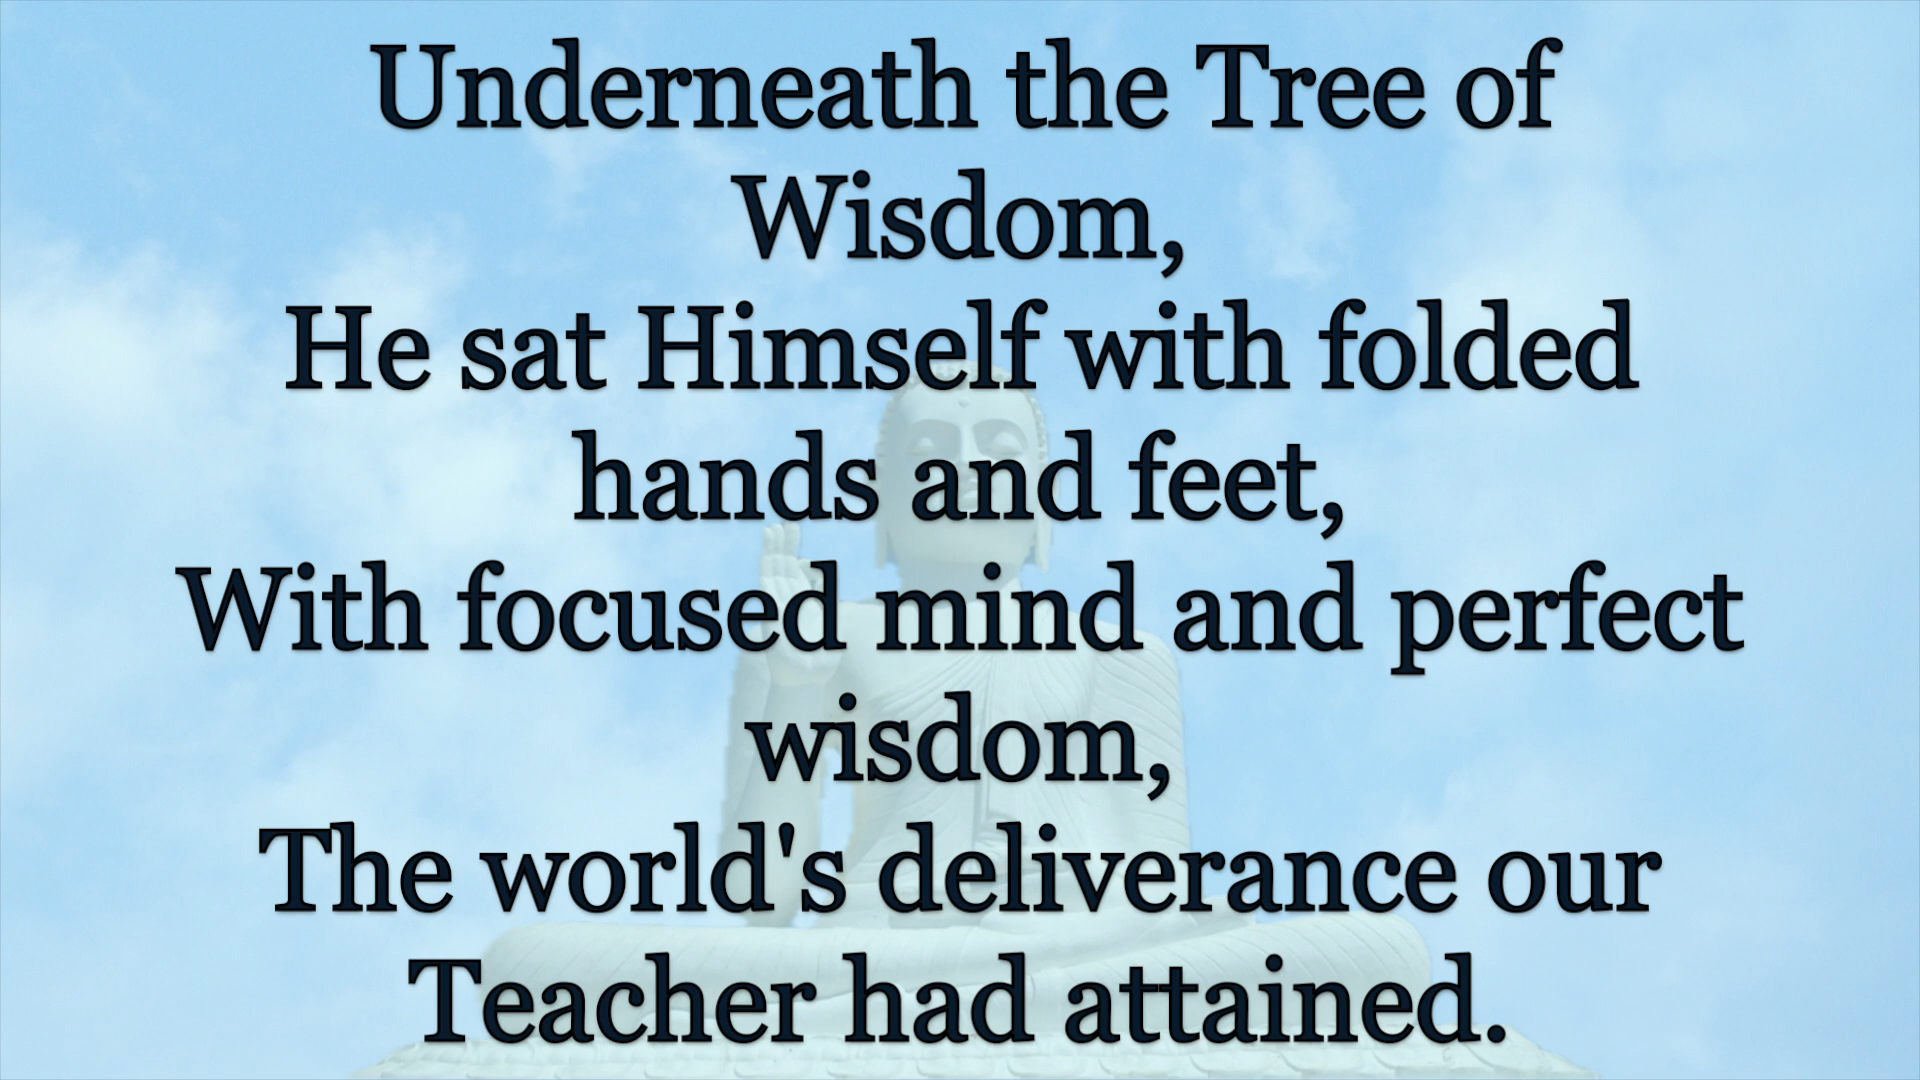 Underneath the Tree of
Wisdom,
He sat Himself with folded
hands and feet,
With focused mind and perfect
wisdom,
The world's deliverance our
Teacher had attained.